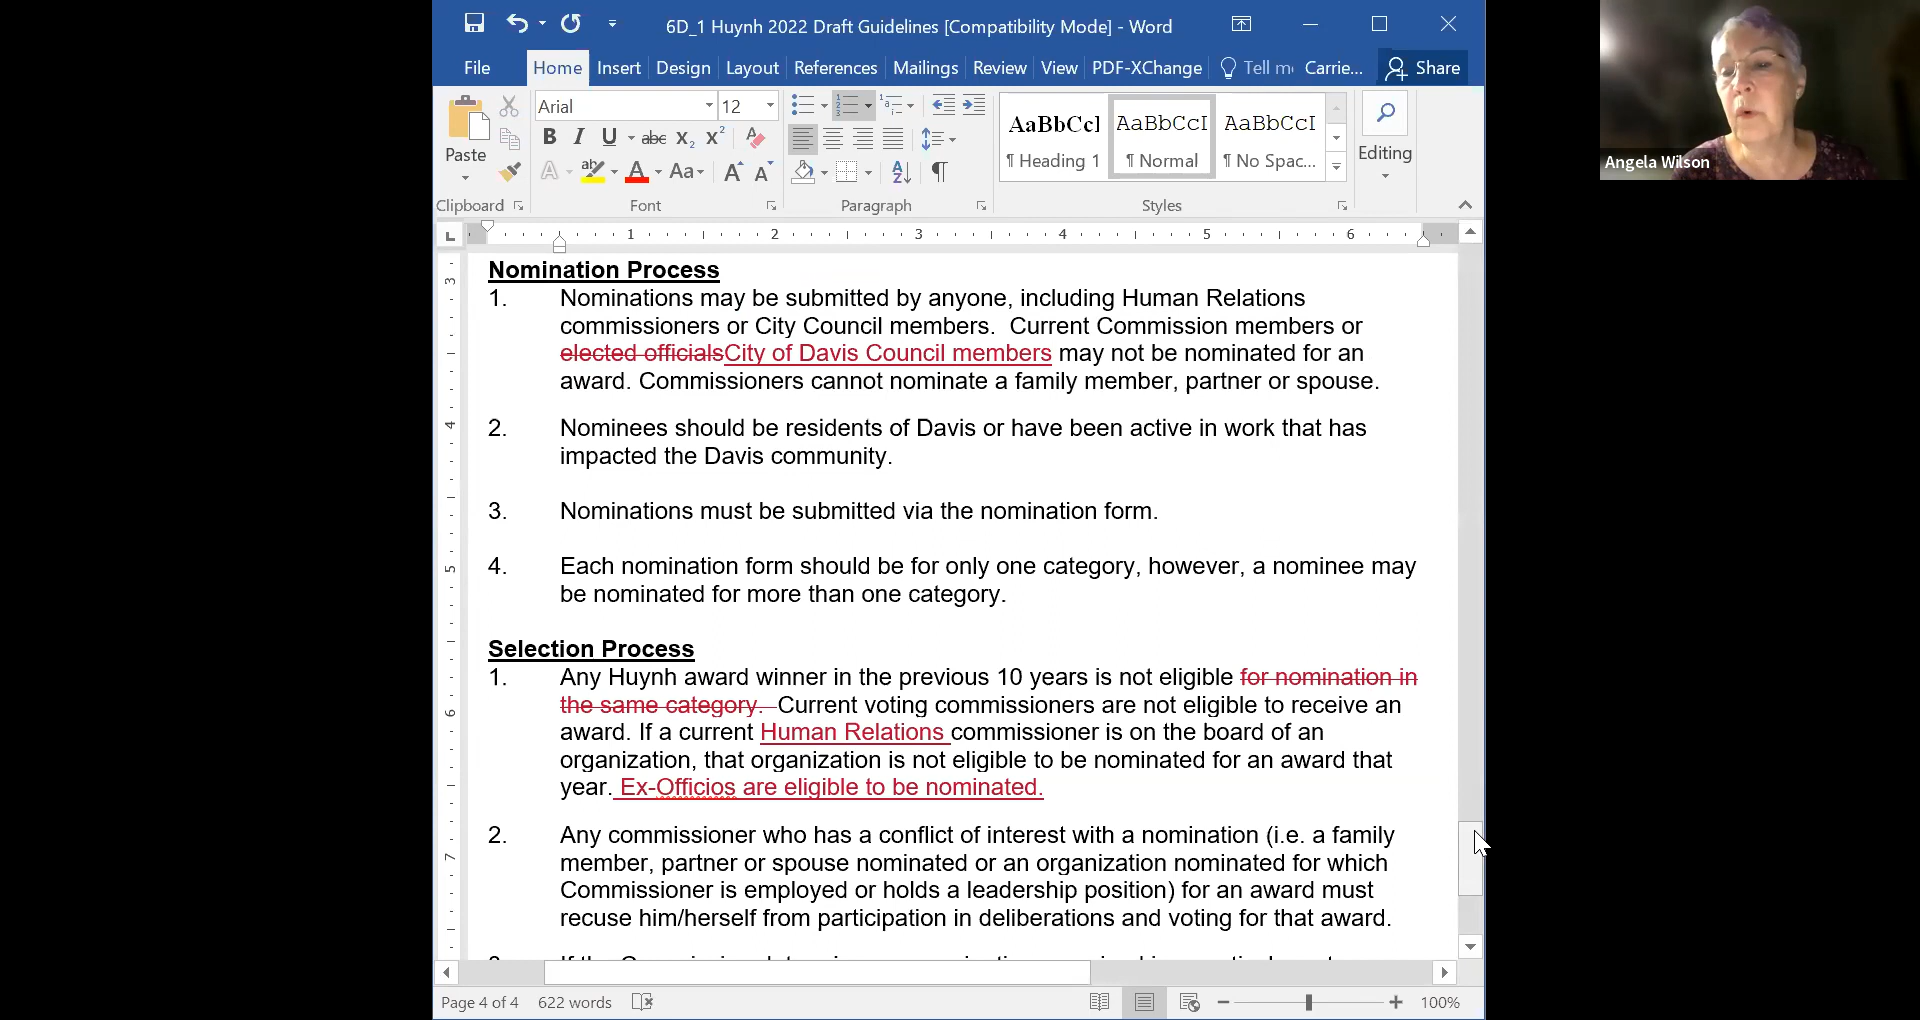 6D_1 Huynh 2022 Draft Guidelines [Compatibility Mode] - Word
File Home Insert Design Layout References Mailings Review View PDF-XChange Tell m Carrie... Share
Arial 12
Paste
B I U abc X2 X2
Aa A A
AaBbCcI AaBbCcI AaBbCcI
¶ Heading 1 ¶ Normal ¶ No Spac...
Editing
Clipboard Font Paragraph Styles
1 2 3 4 5 6
Angela Wilson
Nomination Process
1. Nominations may be submitted by anyone, including Human Relations
commissioners or City Council members. Current Commission members or
elected officialsCity of Davis Council members may not be nominated for an
award. Commissioners cannot nominate a family member, partner or spouse.
2. Nominees should be residents of Davis or have been active in work that has
impacted the Davis community.
3. Nominations must be submitted via the nomination form.
4. Each nomination form should be for only one category, however, a nominee may
be nominated for more than one category.
Selection Process
1. Any Huynh award winner in the previous 10 years is not eligible for nomination in
the same category. Current voting commissioners are not eligible to receive an
award. If a current Human Relations commissioner is on the board of an
organization, that organization is not eligible to be nominated for an award that
year. Ex-Officios are eligible to be nominated.
2. Any commissioner who has a conflict of interest with a nomination (i.e. a family
member, partner or spouse nominated or an organization nominated for which
Commissioner is employed or holds a leadership position) for an award must
recuse him/herself from participation in deliberations and voting for that award.
Page 4 of 4 622 words 100%